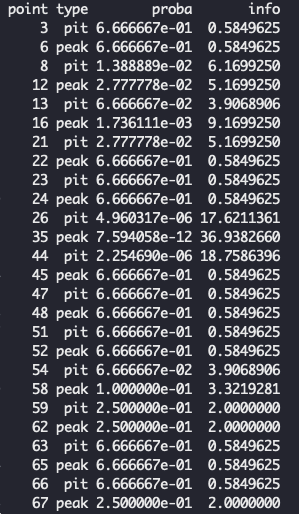 point type proba info
3 pit 6.666667e-01 0.5849625
6 peak 6.666667e-01 0.5849625
8 pit 1.388889e-02 6.1699250
12 peak 2.777778e-02 5.1699250
13 pit 6.666667e-02 3.9068906
16 peak 1.736111e-03 9.1699250
21 pit 2.777778e-02 5.1699250
22 peak 6.666667e-01 0.5849625
23 pit 6.666667e-01 0.5849625
24 peak 6.666667e-01 0.5849625
26 pit 4.960317e-06 17.6211361
35 peak 7.594058e-12 36.9382660
44 pit 2.254690e-06 18.7586396
45 peak 6.666667e-01 0.5849625
47 pit 6.666667e-01 0.5849625
48 peak 6.666667e-01 0.5849625
51 pit 6.666667e-01 0.5849625
52 peak 6.666667e-01 0.5849625
54 pit 6.666667e-02 3.9068906
58 peak 1.000000e-01 3.3219281
59 pit 2.500000e-01 2.0000000
62 peak 2.500000e-01 2.0000000
63 pit 6.666667e-01 0.5849625
65 peak 6.666667e-01 0.5849625
66 pit 6.666667e-01 0.5849625
67 peak 2.500000e-01 2.0000000